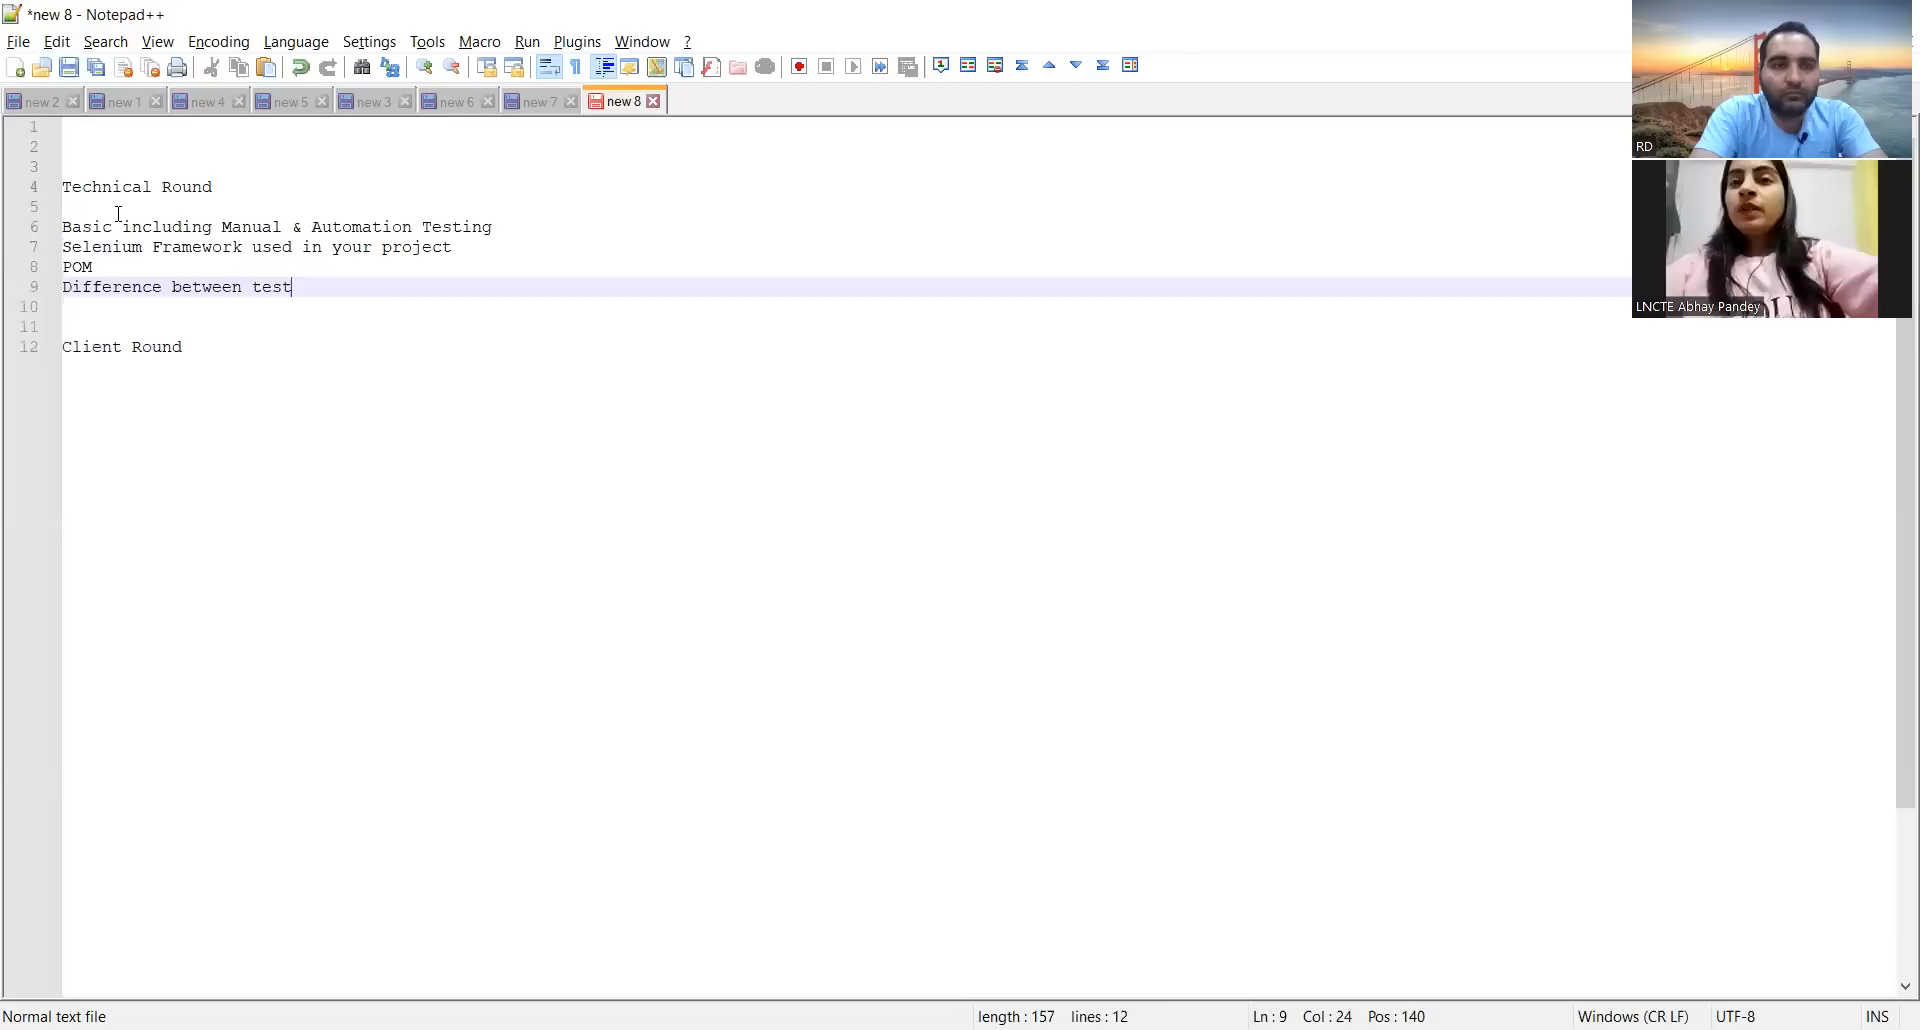 *new 8 - Notepad++
File Edit Search View Encoding Language Settings Tools Macro Run Plugins Window ?
new 2 new 1 new 4 new 5 new 3 new 6 new 7 new 8
1
2
3
4 Technical Round
5
6 Basic including Manual & Automation Testing
7 Selenium Framework used in your project
8 POM
9 Difference between test
10
11
12 Client Round
RD
LNCTE Abhay Pandey
Normal text file length : 157 lines : 12 Ln : 9 Col : 24 Pos : 140 Windows (CR LF) UTF-8 INS